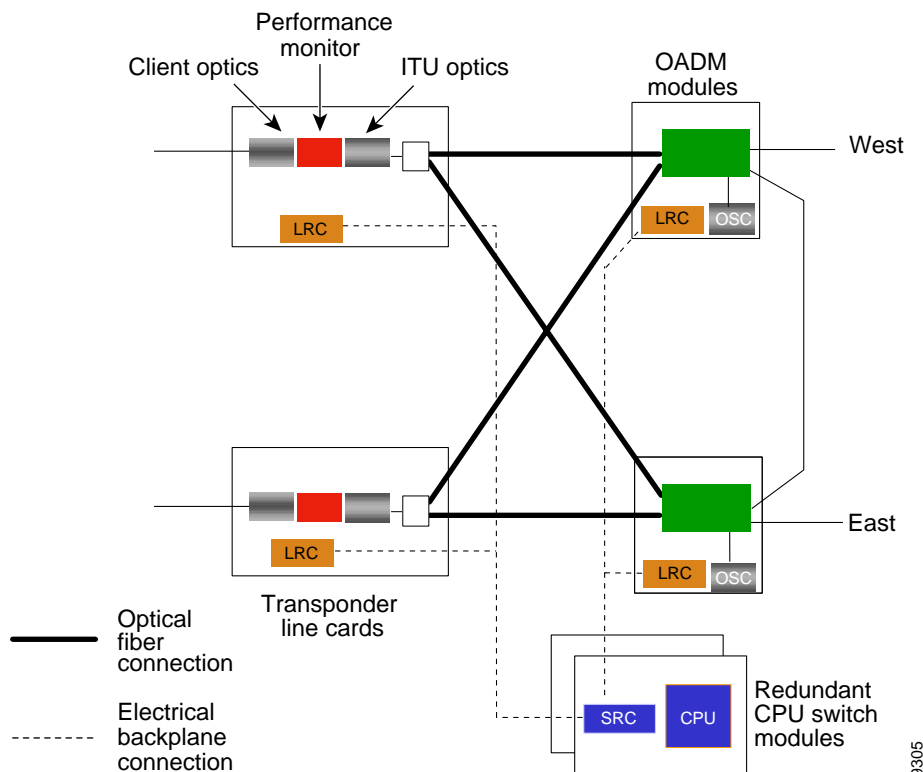 Performance
monitor
Client optics
ITU optics
OADM
modules
West
LRC
LRC
OSC
East
LRC
LRC
OSC
Transponder
line cards
Optical
fiber
connection
Electrical
backplane
connection
SRC
CPU
Redundant
CPU switch
modules